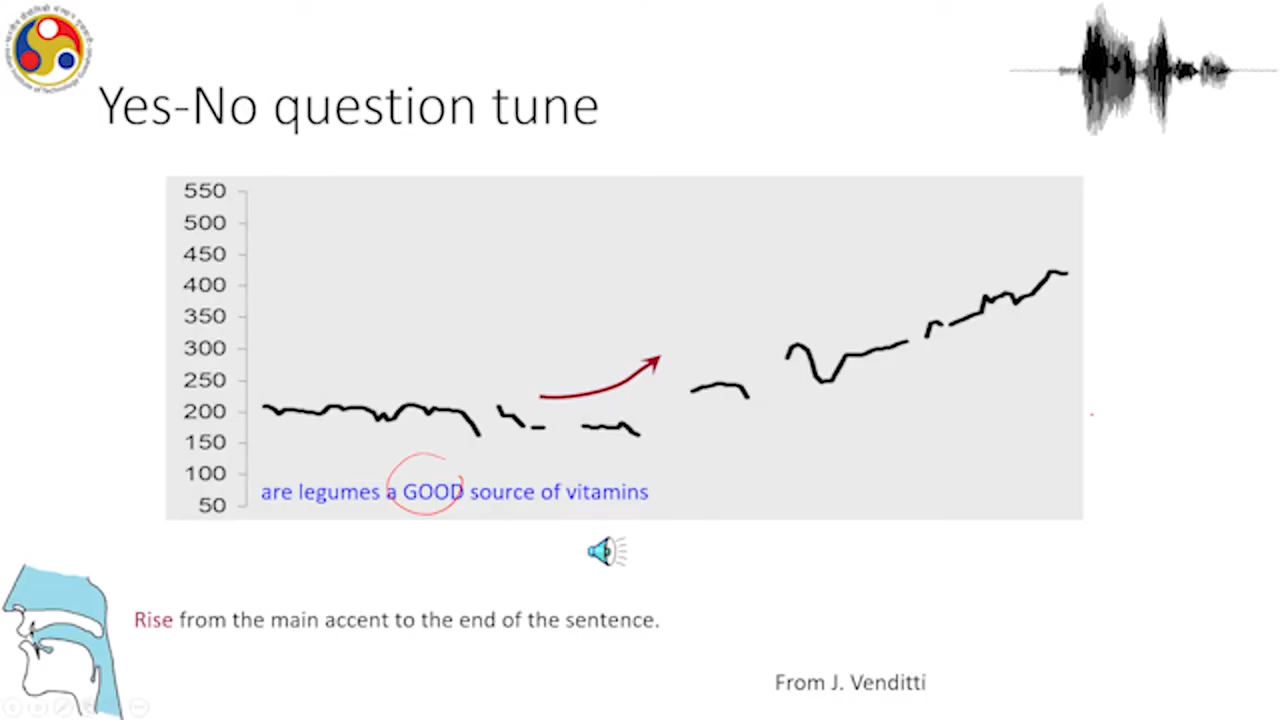 Yes-No question tune
550
500
450
400
350
300
250
200
150
100
50
are legumes a GOOD source of vitamins
Rise from the main accent to the end of the sentence.
From J. Venditti